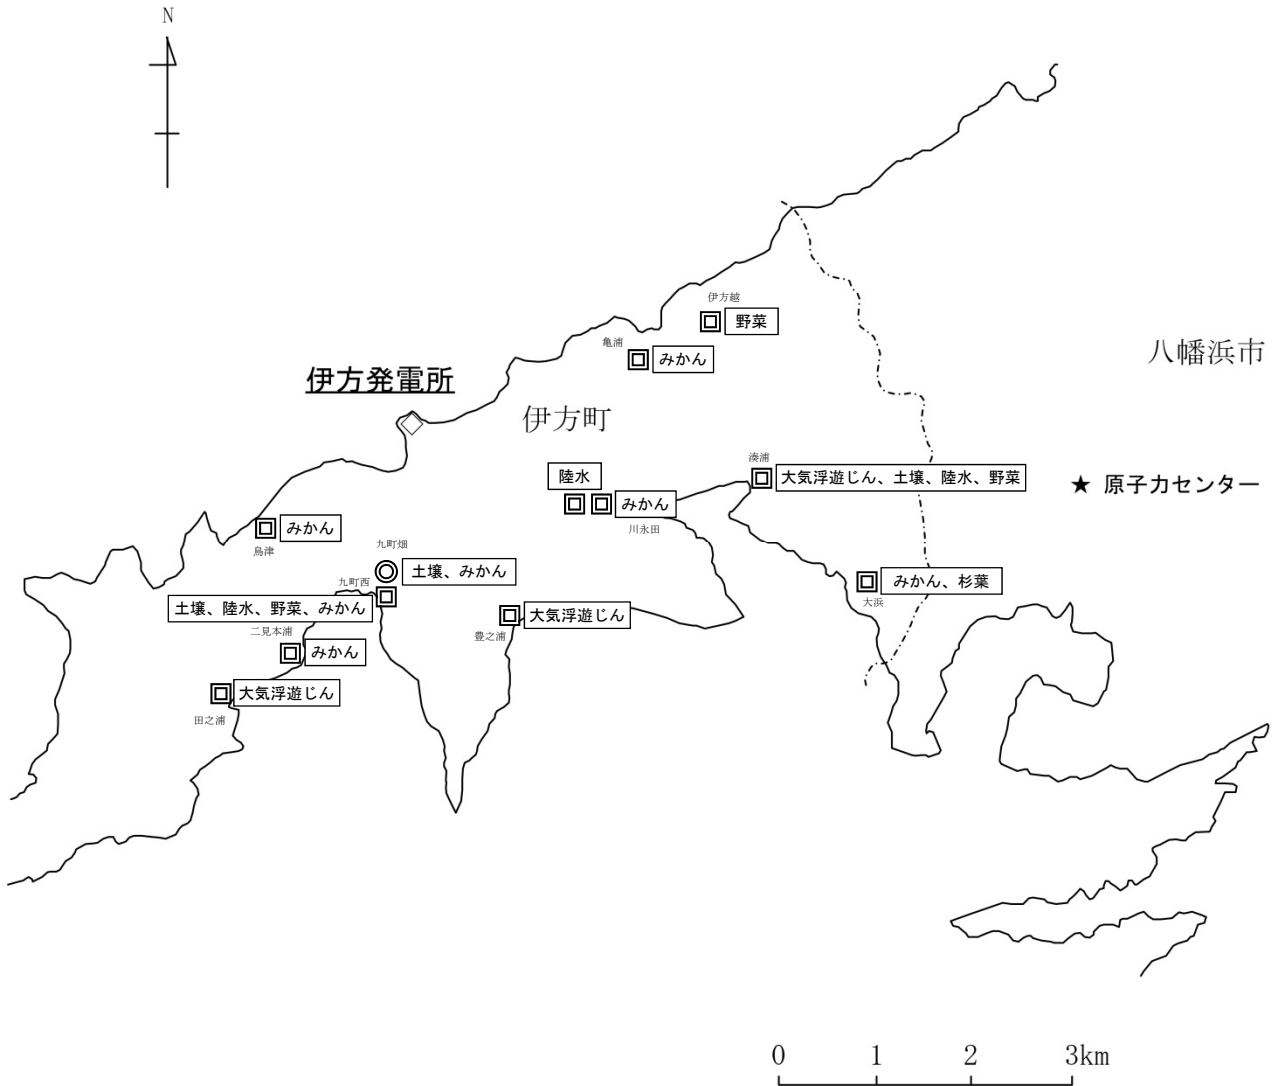 N
伊方越
野菜
亀浦
みかん
八幡浜市
伊方発電所
伊方町
湊浦
陸水
大気浮遊じん、土壌、陸水、野菜
★ 原子力センター
みかん
川永田
みかん
鳥津
九町畑
土壌、みかん
九町西
みかん、杉葉
大浜
土壌、陸水、野菜、みかん
大気浮遊じん
豊之浦
二見本浦
みかん
大気浮遊じん
田之浦
0 1 2 3km